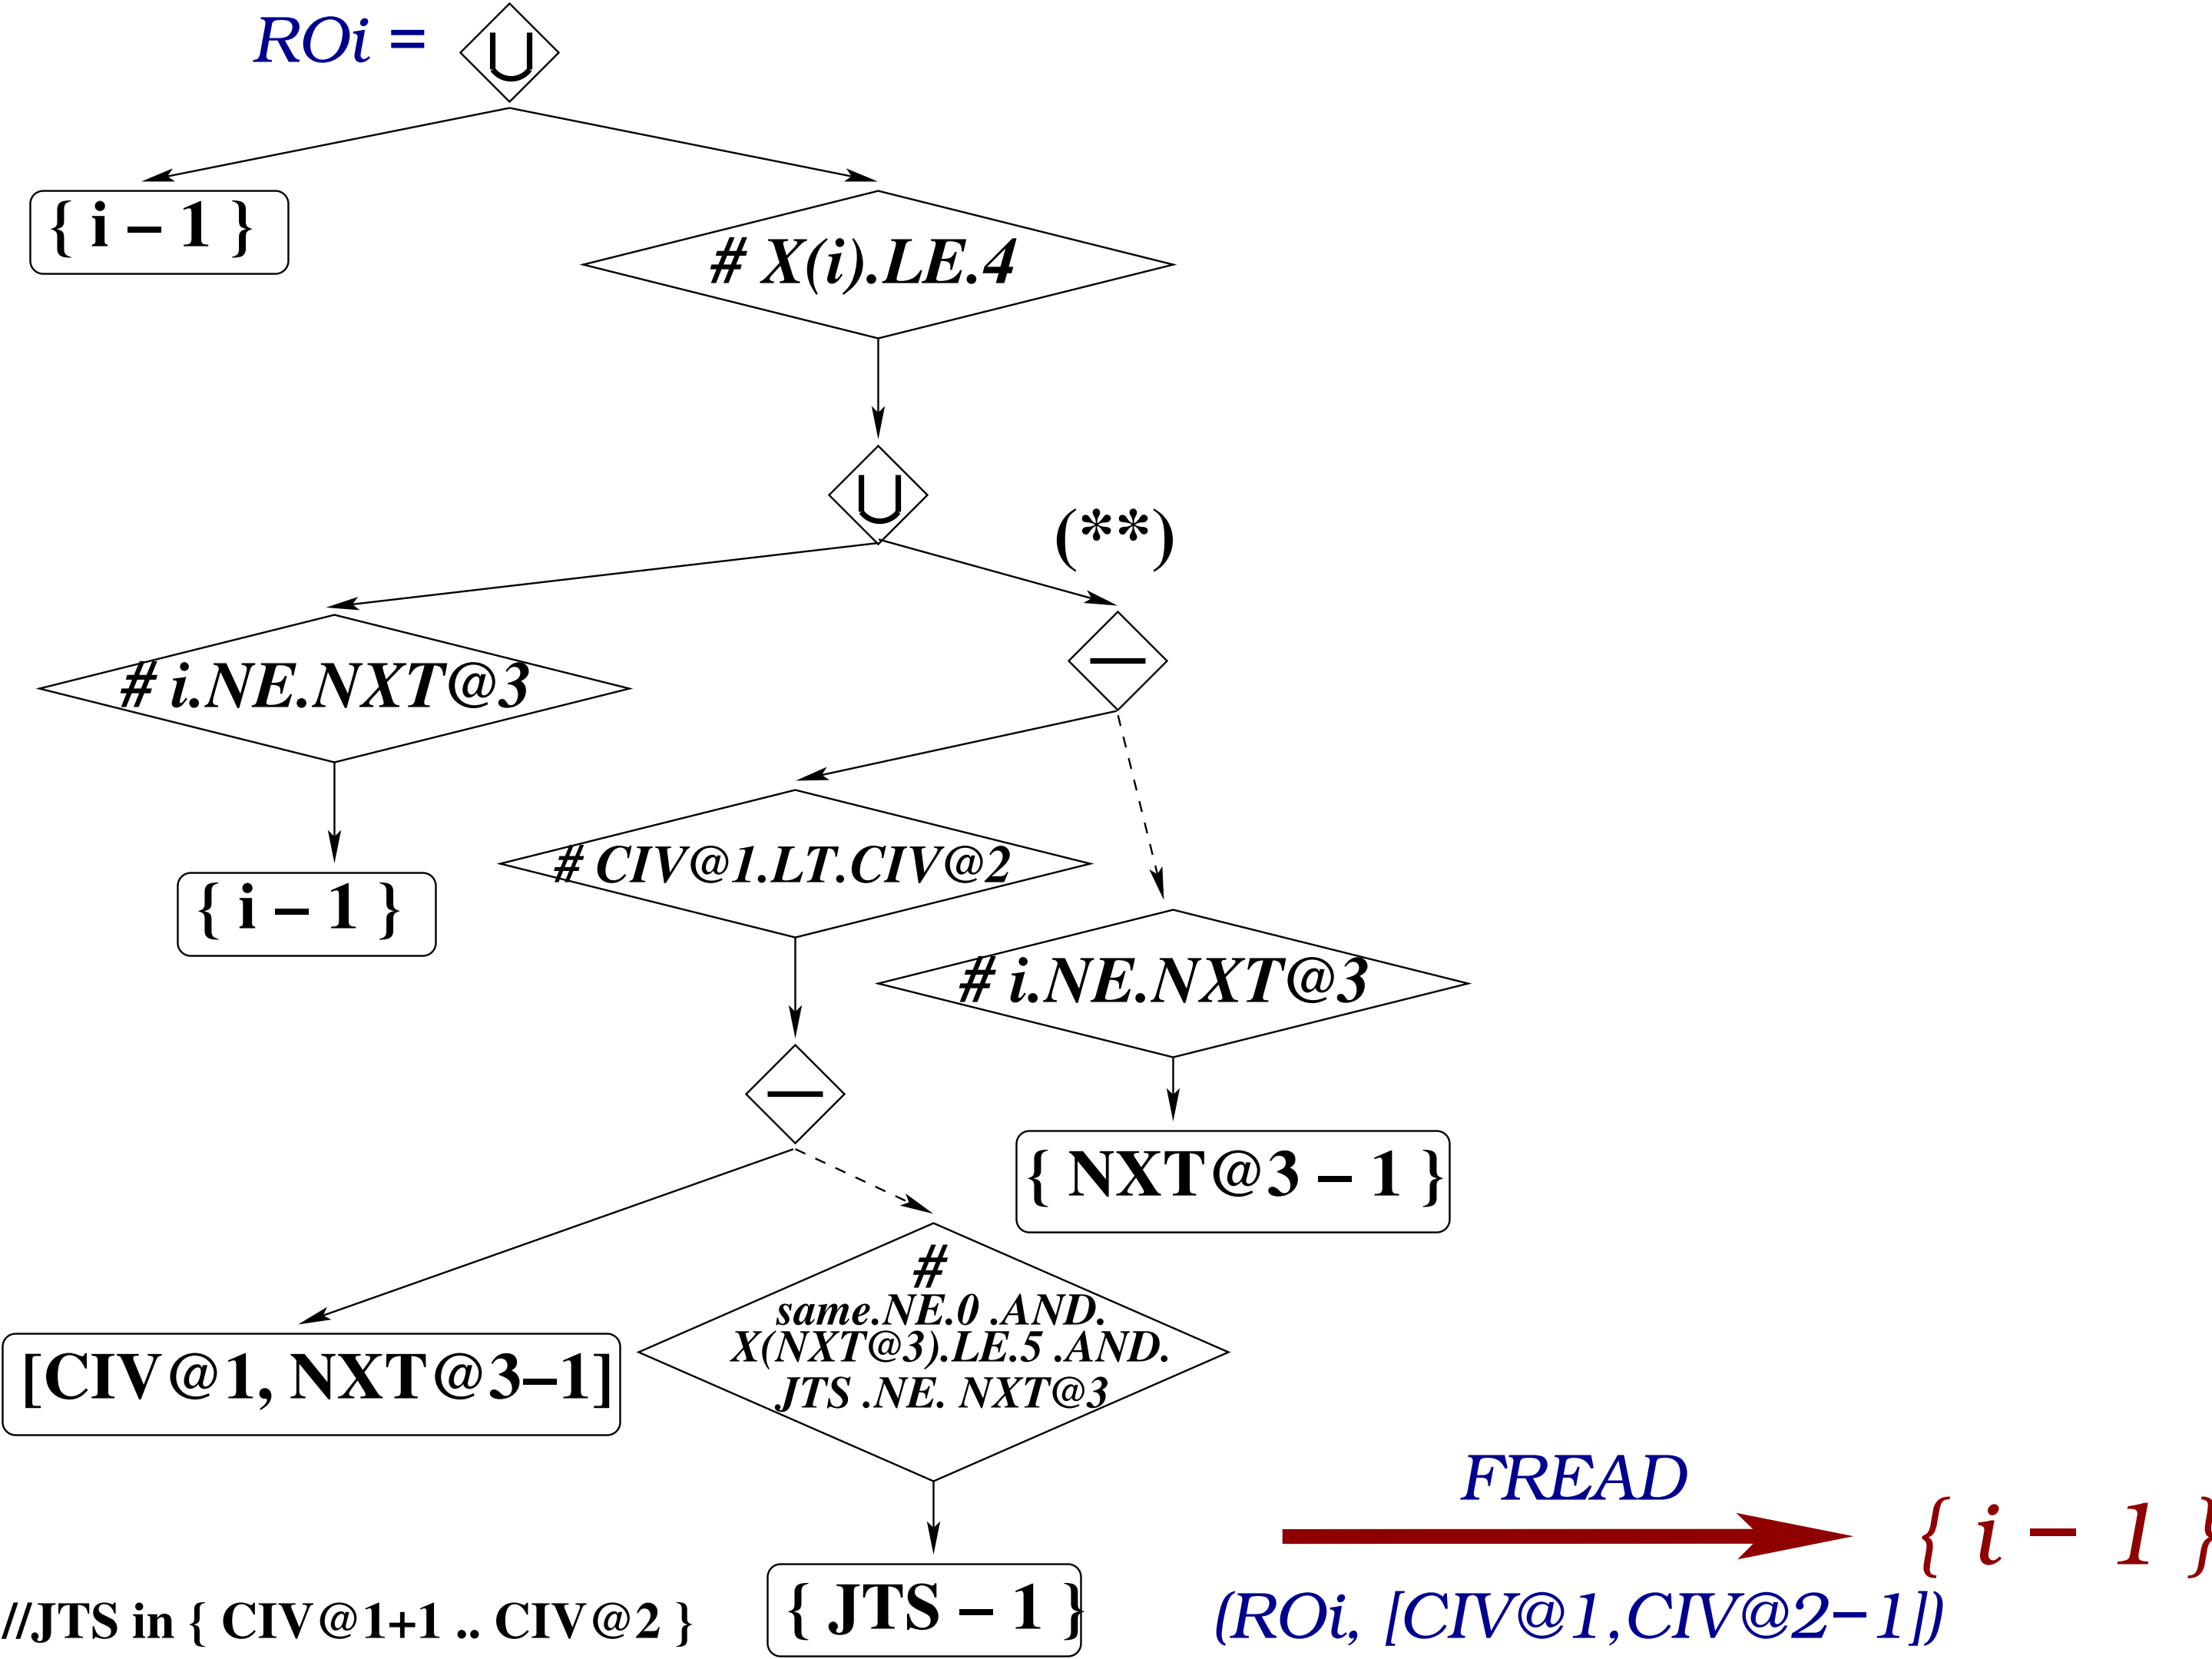 ROi =
∪
{ i − 1 }
# X(i).LE.4
∪
(**)
# i.NE.NXT@3
—
# CIV@1.LT.CIV@2
{ i − 1 }
# i.NE.NXT@3
—
{ NXT@3 − 1 }
#
same.NE.0 .AND.
X(NXT@3).LE.5 .AND.
JTS .NE. NXT@3
[CIV@1, NXT@3−1]
FREAD
{ i − 1 }
{ JTS − 1 }
//JTS in { CIV@1+1 .. CIV@2 }
(ROi, [CIV@1,CIV@2−1])